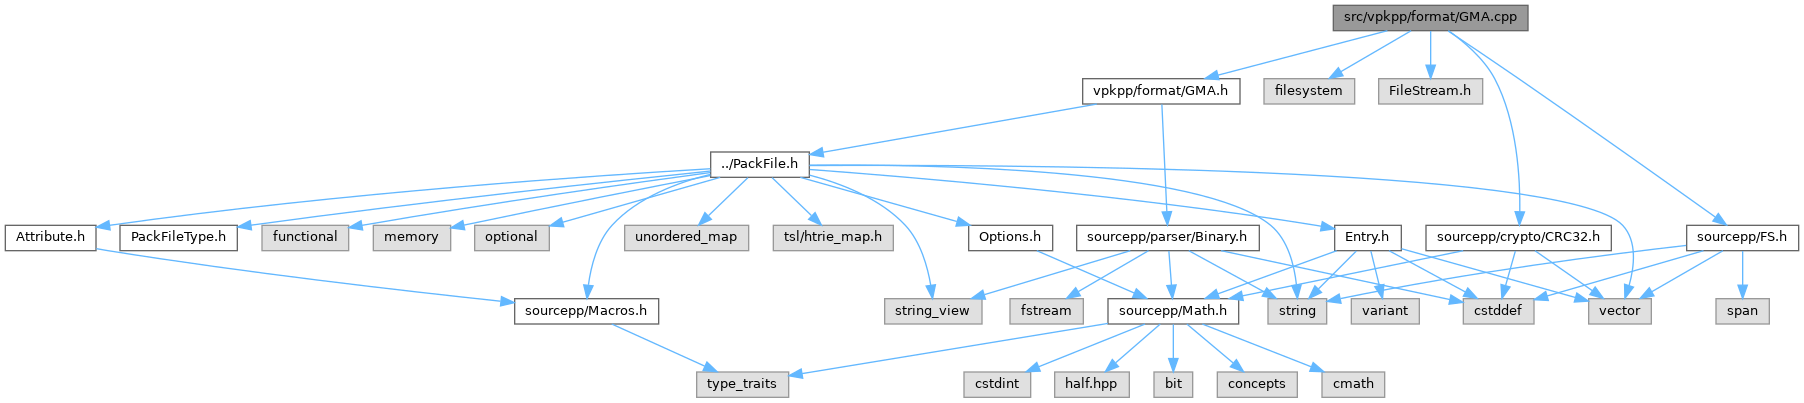 src/vpkpp/format/GMA.cpp
vpkpp/format/GMA.h
filesystem
FileStream.h
../PackFile.h
Attribute.h
PackFileType.h
functional
memory
optional
unordered_map
tsl/htrie_map.h
Options.h
sourcepp/parser/Binary.h
Entry.h
sourcepp/crypto/CRC32.h
sourcepp/FS.h
sourcepp/Macros.h
string_view
fstream
sourcepp/Math.h
string
variant
cstddef
vector
span
type_traits
cstdint
half.hpp
bit
concepts
cmath